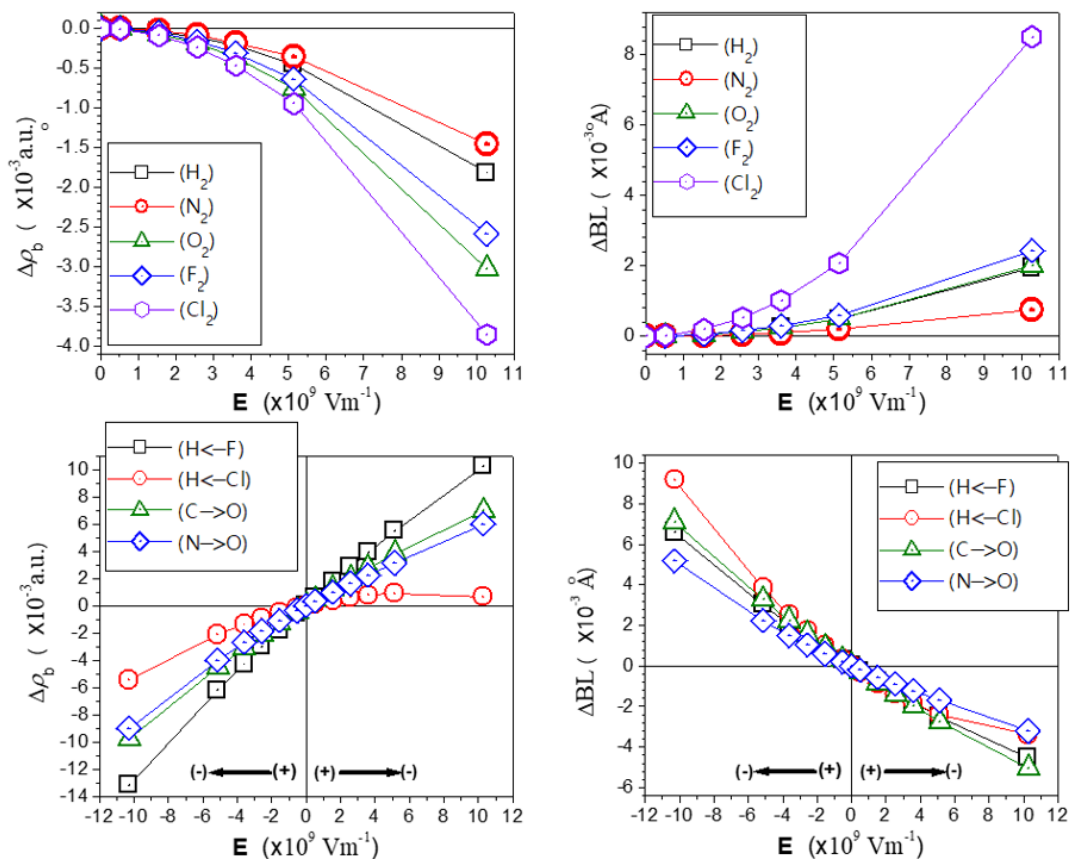 0.0
-0.5
-1.0
-1.5
-2.0
-2.5
-3.0
-3.5
-4.0
Δρb ( x10-3a.u.)o
(H2)
(N2)
(O2)
(F2)
(Cl2)
0 1 2 3 4 5 6 7 8 9 10 11
E (x109 Vm-1)
8
6
4
2
0
ΔBL ( x10-3oA)
(H2)
(N2)
(O2)
(F2)
(Cl2)
0 1 2 3 4 5 6 7 8 9 10 11
E (x109 Vm-1)
10
8
6
4
2
0
-2
-4
-6
-8
-10
-12
-14
Δρb ( x10-3a.u.)
(H<–F)
(H<–Cl)
(C–>O)
(N–>O)
(-) (+) (+) (-)
-12 -10 -8 -6 -4 -2 0 2 4 6 8 10 12
E (x109 Vm-1)
10
8
6
4
2
0
-2
-4
-6
ΔBL ( x10-3 Å)
(H<–F)
(H<–Cl)
(C–>O)
(N–>O)
(-) (+) (+) (-)
-12 -10 -8 -6 -4 -2 0 2 4 6 8 10 12
E (x109 Vm-1)